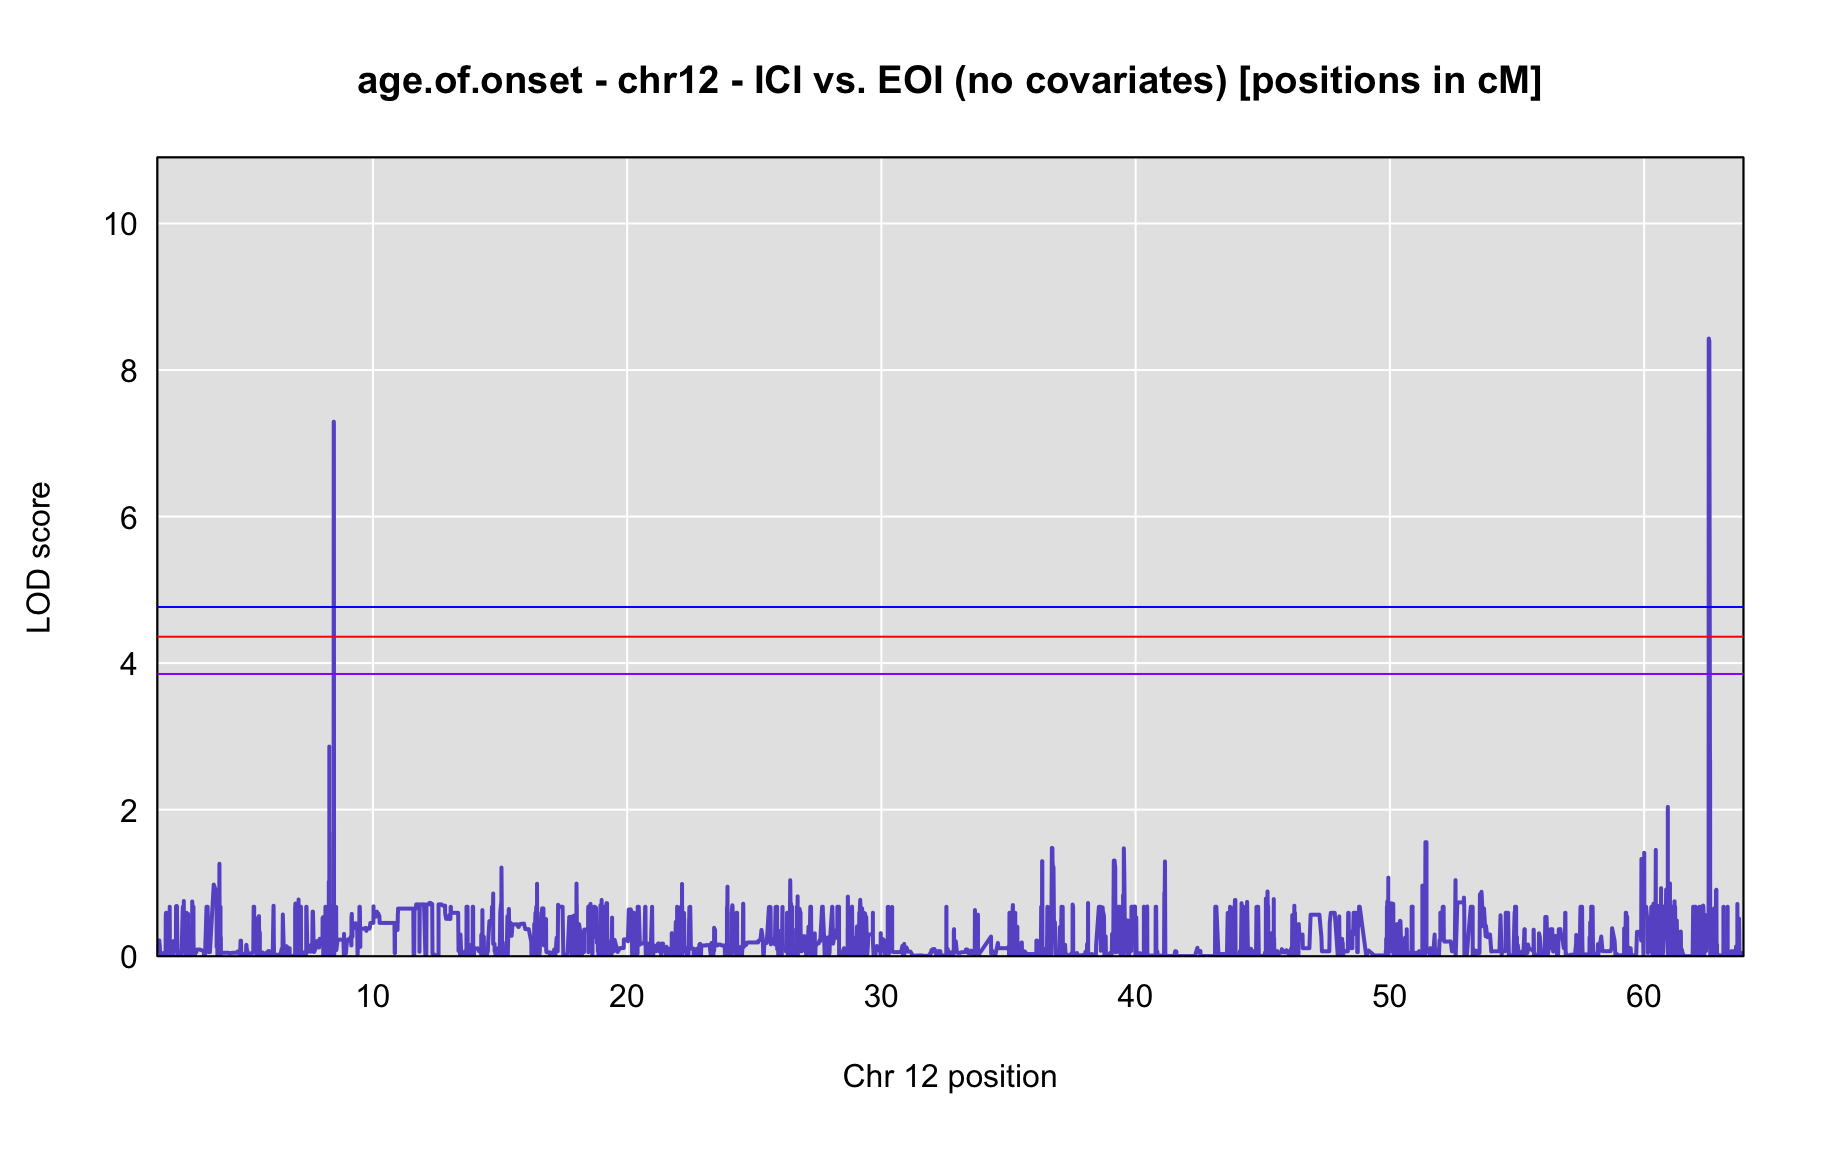 age.of.onset - chr12 - ICI vs. EOI (no covariates) [positions in cM]
10
8
6
4
2
0
LOD score
10 20 30 40 50 60
Chr 12 position